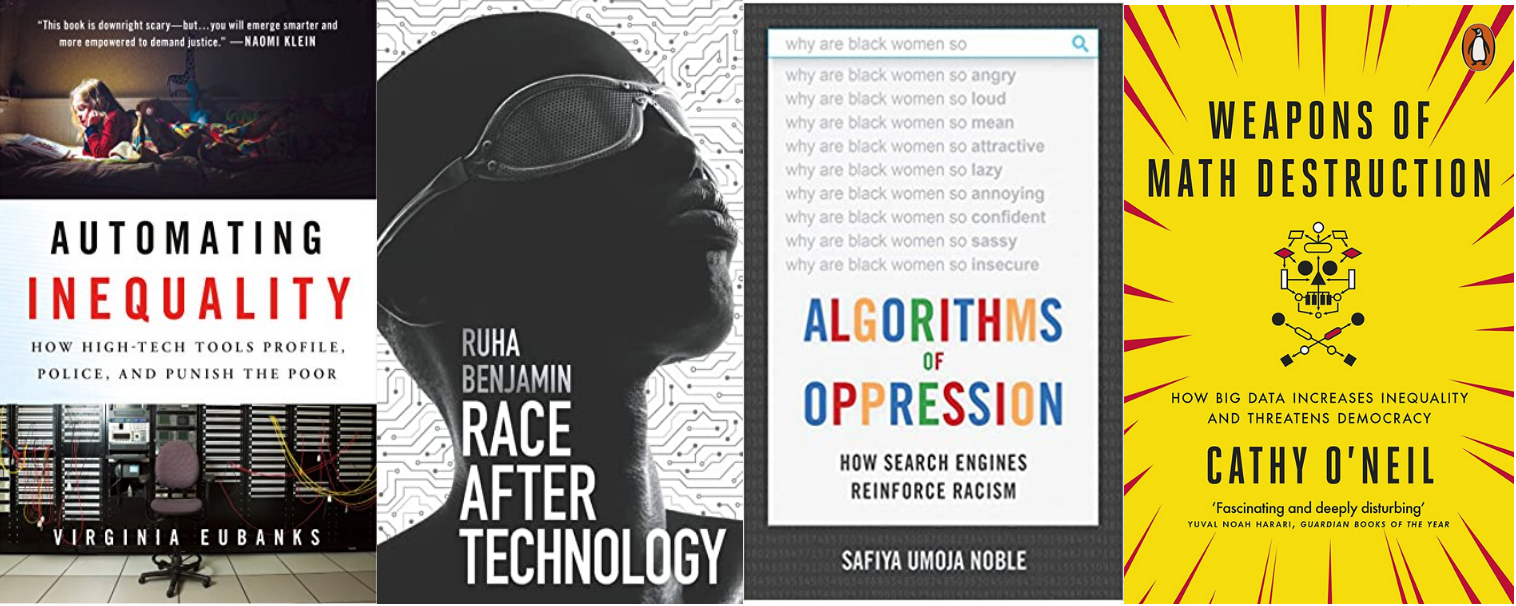 "This book is downright scary—but...you will emerge smarter and
more empowered to demand justice." —NAOMI KLEIN
AUTOMATING
INEQUALITY
HOW HIGH-TECH TOOLS PROFILE,
POLICE, AND PUNISH THE POOR
VIRGINIA EUBANKS
RUHA
BENJAMIN
RACE
AFTER
TECHNOLOGY
why are black women so
why are black women so angry
why are black women so loud
why are black women so mean
why are black women so attractive
why are black women so lazy
why are black women so annoying
why are black women so confident
why are black women so sassy
why are black women so insecure
ALGORITHMS
OF
OPPRESSION
HOW SEARCH ENGINES
REINFORCE RACISM
SAFIYA UMOJA NOBLE
WEAPONS OF
MATH DESTRUCTION
HOW BIG DATA INCREASES INEQUALITY
AND THREATENS DEMOCRACY
CATHY O'NEIL
'Fascinating and deeply disturbing'
YUVAL NOAH HARARI, GUARDIAN BOOKS OF THE YEAR